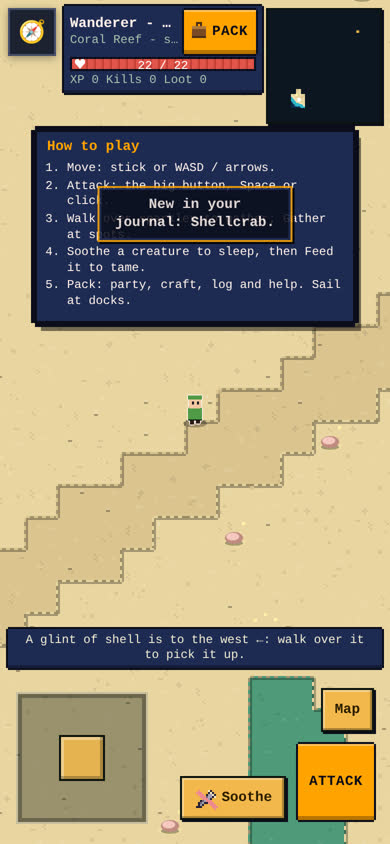 Wanderer - …
Coral Reef - s…
PACK
22 / 22
XP 0 Kills 0 Loot 0
How to play
1. Move: stick or WASD / arrows.
2. Attack: the big button, Space or
click.
3. Walk
Gather
at
4. Soothe a creature to sleep, then Feed
it to tame.
5. Pack: party, craft, log and help. Sail
at docks.
New in your
journal: Shellcrab.
A glint of shell is to the west ←: walk over it
to pick it up.
Map
ATTACK
Soothe